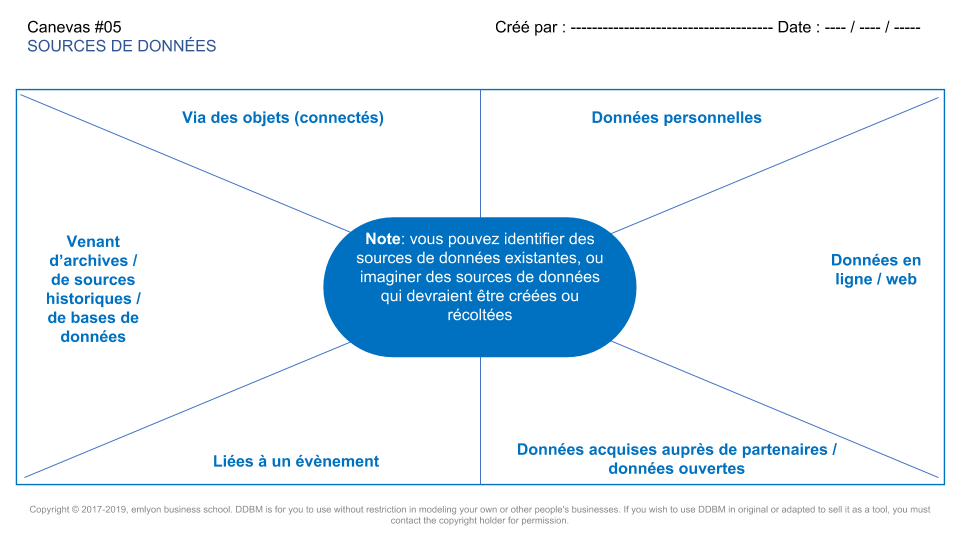 Canevas #05
SOURCES DE DONNÉES
Créé par : -------------------------------------- Date : ---- / ---- / -----
Via des objets (connectés)
Données personnelles
Venant
d’archives /
de sources
historiques /
de bases de
données
Note: vous pouvez identifier des
sources de données existantes, ou
imaginer des sources de données
qui devraient être créées ou
récoltées
Données en
ligne / web
Liées à un évènement
Données acquises auprès de partenaires /
données ouvertes
Copyright © 2017-2019, emlyon business school. DDBM is for you to use without restriction in modeling your own or other people's businesses. If you wish to use DDBM in original or adapted to sell it as a tool, you must
contact the copyright holder for permission.